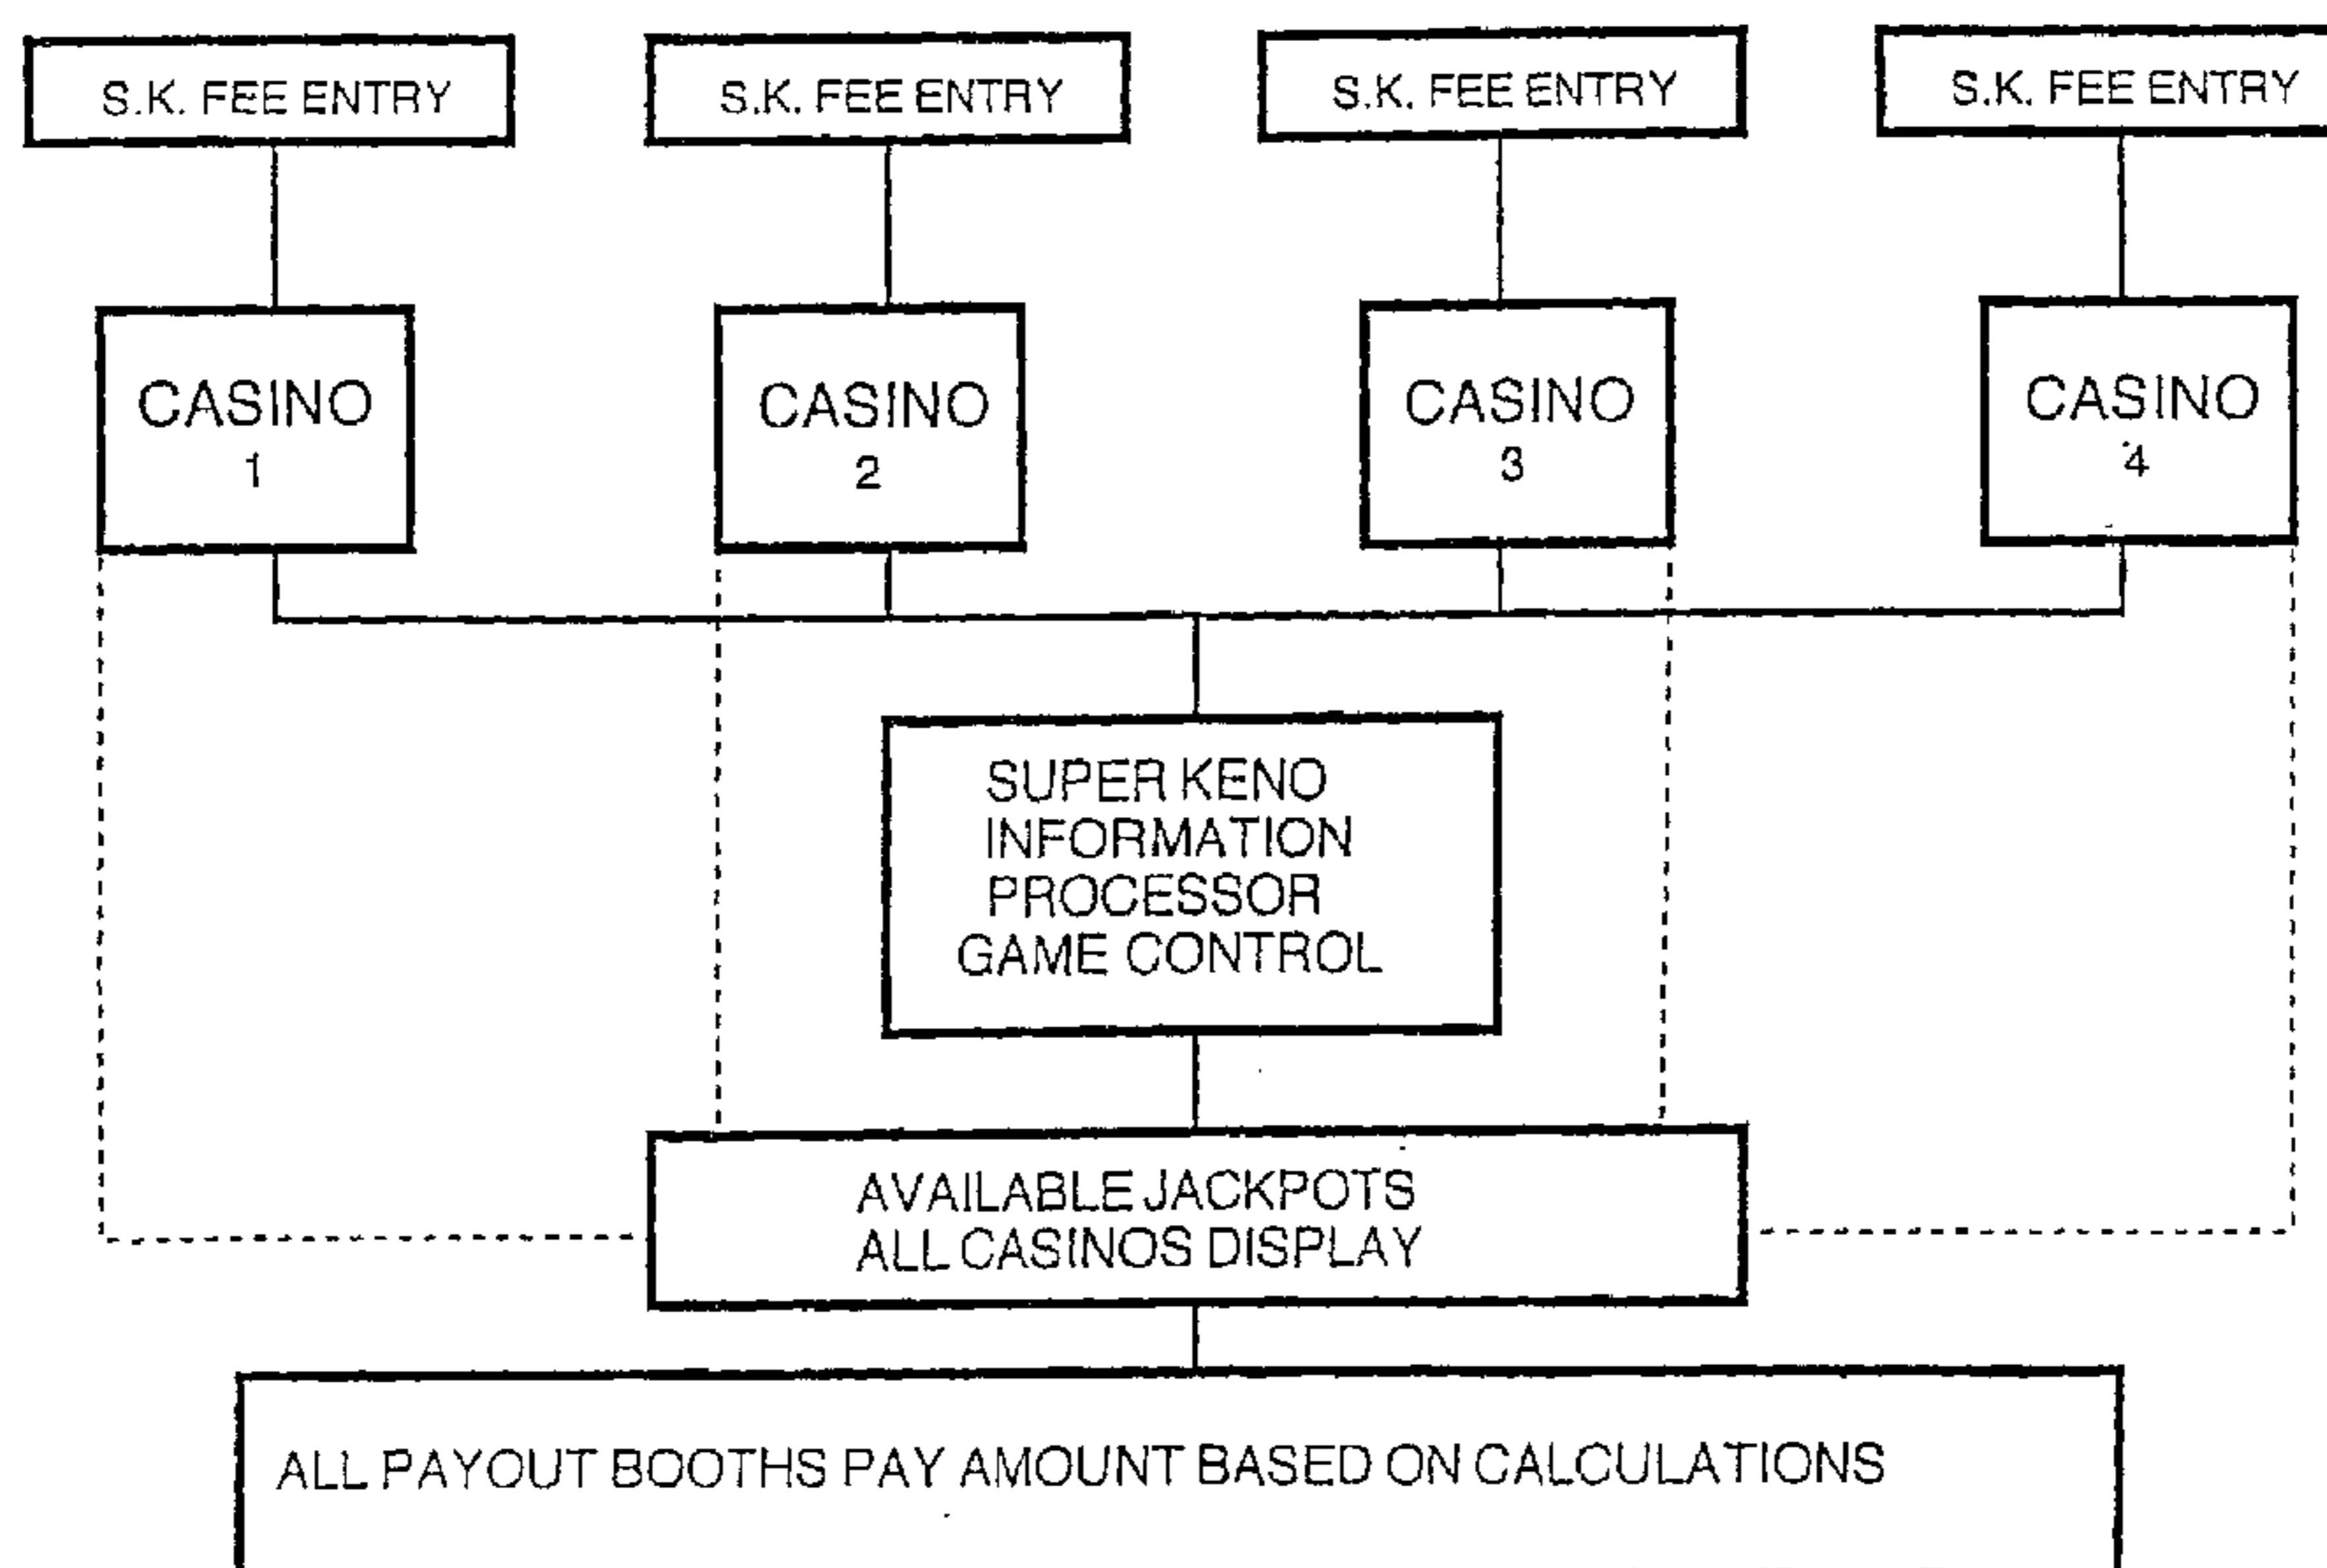 S.K. FEE ENTRY
S.K. FEE ENTRY
S.K. FEE ENTRY
S.K. FEE ENTRY
CASINO
1
CASINO
2
CASINO
3
CASINO
4
SUPER KENO
INFORMATION
PROCESSOR
GAME CONTROL
AVAILABLE JACKPOTS
ALL CASINOS DISPLAY
ALL PAYOUT BOOTHS PAY AMOUNT BASED ON CALCULATIONS